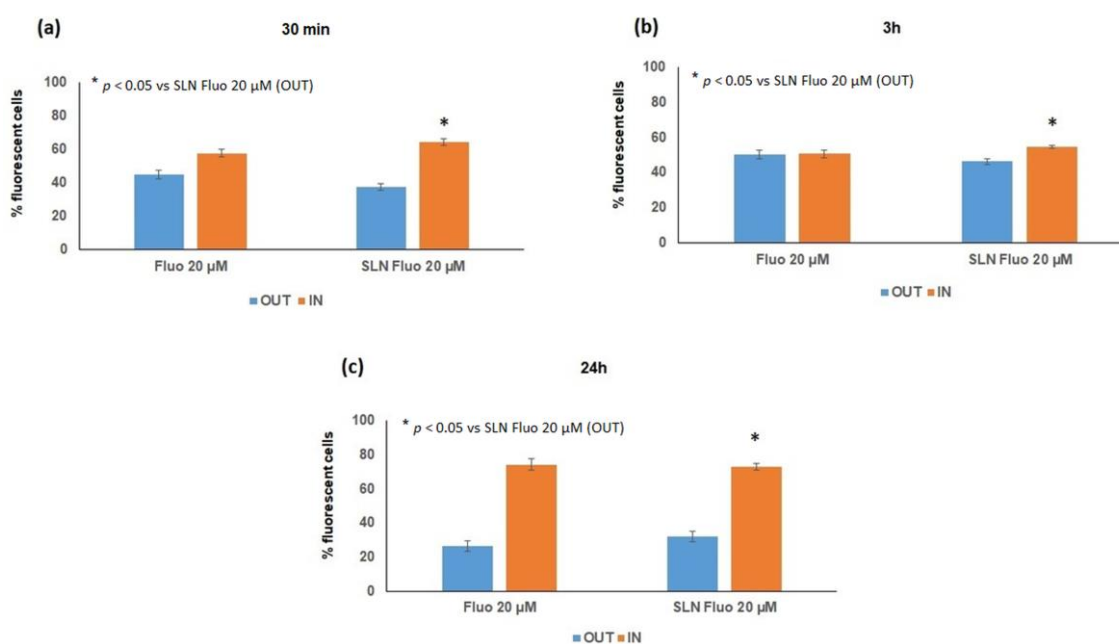 (a)
30 min
* p < 0.05 vs SLN Fluo 20 µM (OUT)
% fluorescent cells
100
80
60
40
20
0
*
Fluo 20 µM
SLN Fluo 20 µM
OUT IN
(b)
3h
* p < 0.05 vs SLN Fluo 20 µM (OUT)
% fluorescent cells
100
80
60
40
20
0
*
Fluo 20 µM
SLN Fluo 20 µM
OUT IN
(c)
24h
* p < 0.05 vs SLN Fluo 20 µM (OUT)
% fluorescent cells
100
80
60
40
20
0
*
Fluo 20 µM
SLN Fluo 20 µM
OUT IN